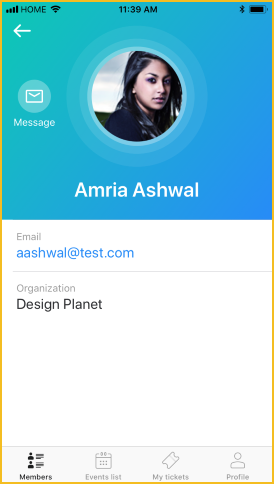 HOME 11:39 AM
Message
Amria Ashwal
Email
aashwal@test.com
Organization
Design Planet
Members Events list My tickets Profile